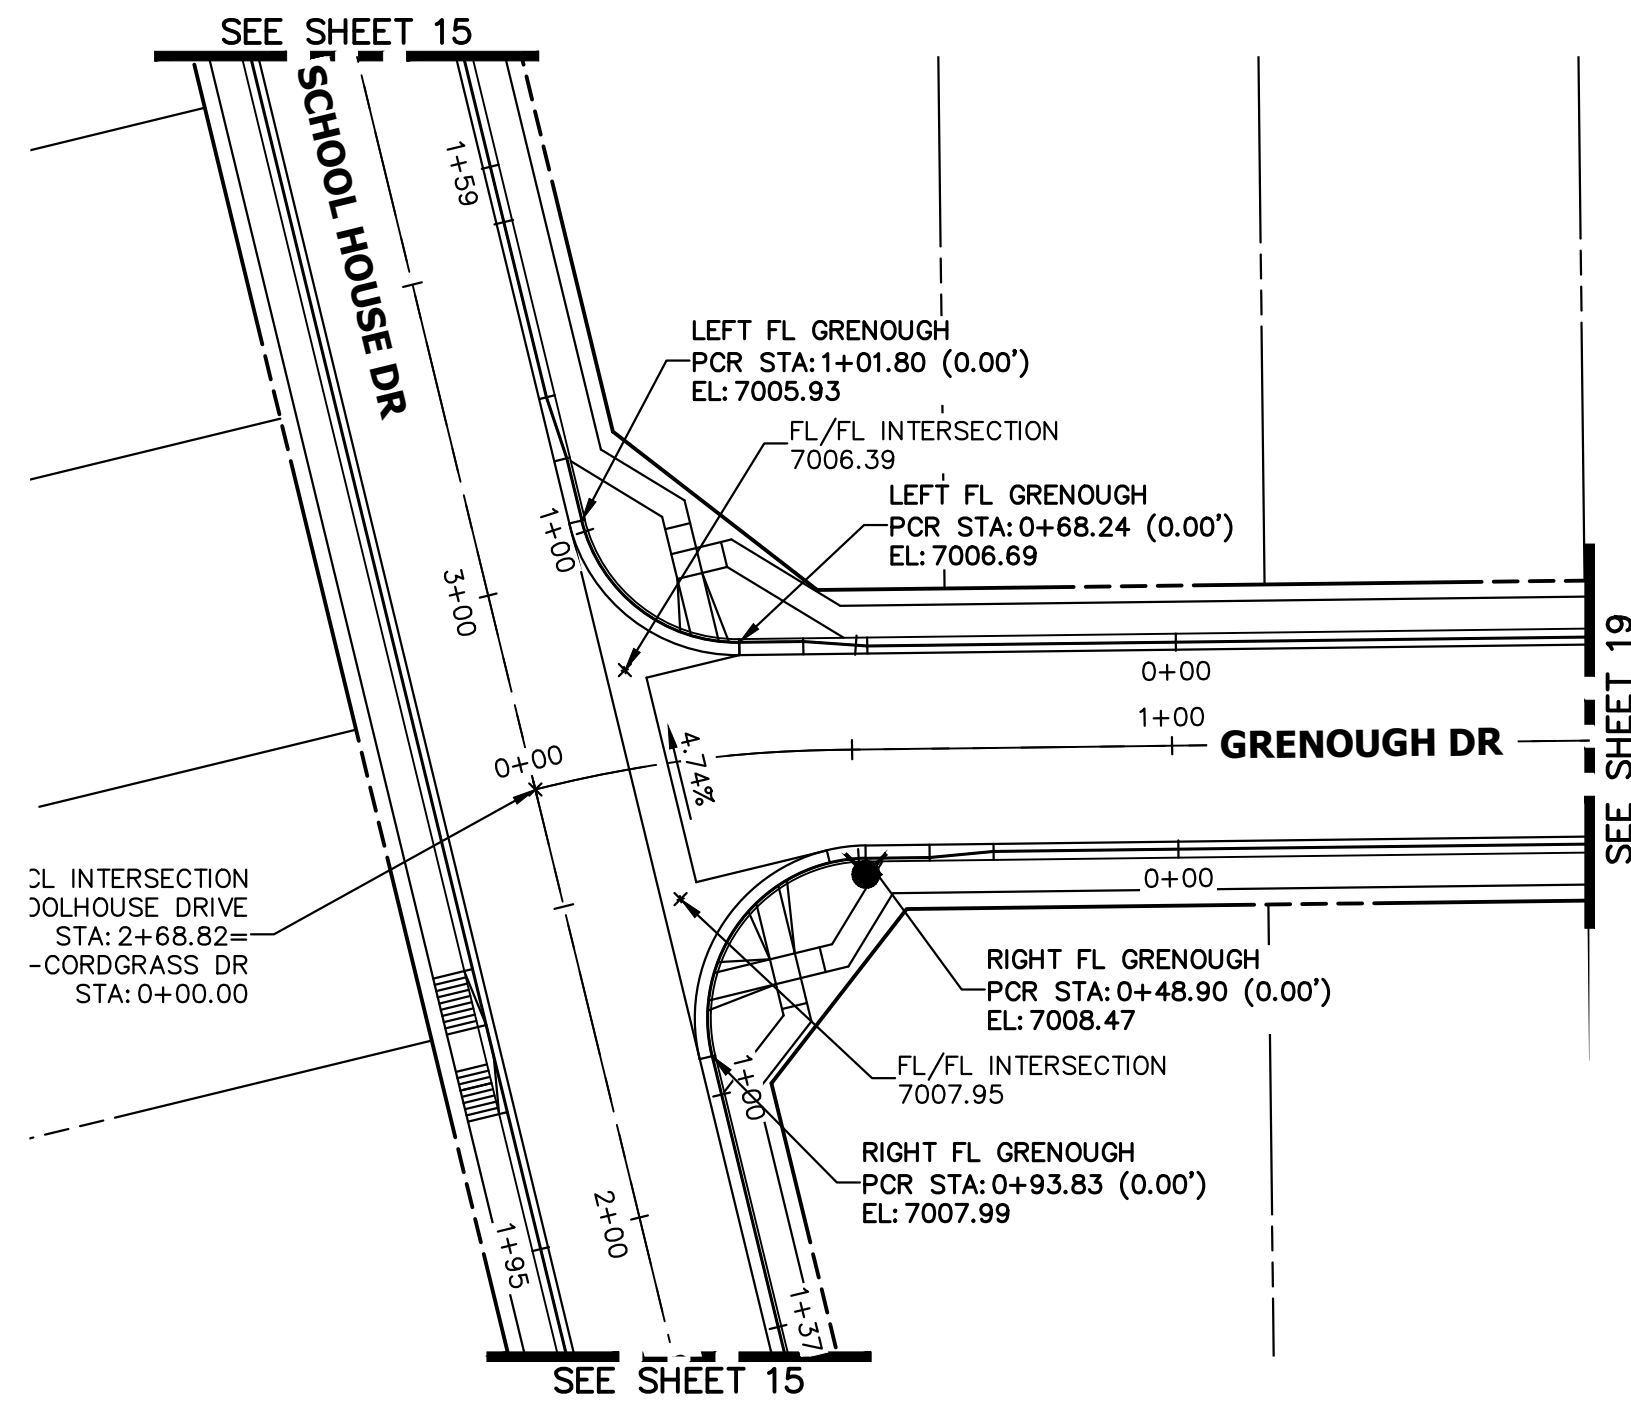 SEE SHEET 15
SCHOOL HOUSE DR
1+59
LEFT FL GRENOUGH
PCR STA: 1+01.80 (0.00')
EL: 7005.93
FL/FL INTERSECTION
7006.39
LEFT FL GRENOUGH
PCR STA: 0+68.24 (0.00')
EL: 7006.69
1+00
3+00
0+00
1+00
GRENOUGH DR
SEE SHEET 19
4.74%
0+00
0+00
CL INTERSECTION
OOLHOUSE DRIVE
STA: 2+68.82=
-CORDGRASS DR
STA: 0+00.00
RIGHT FL GRENOUGH
PCR STA: 0+48.90 (0.00')
EL: 7008.47
FL/FL INTERSECTION
7007.95
1+00
RIGHT FL GRENOUGH
PCR STA: 0+93.83 (0.00')
EL: 7007.99
2+00
1+95
1+37
SEE SHEET 15